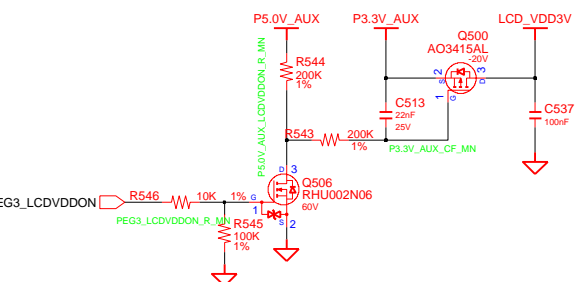 P5.0V_AUX
P3.3V_AUX
LCD_VDD3V
Q500
AO3415AL
-20V
R544
200K
1%
P5.0V_AUX_LCDVDDON_R_MN
2
3
S
D
1
G
C513
22nF
25V
C537
100nF
R543
200K
1%
P3.3V_AUX_CF_MN
D
3
Q506
RHU002N06
60V
EG3_LCDVDDON
R546
10K
1%
G
1
S
2
PEG3_LCDVDDON_R_MN
R545
100K
1%